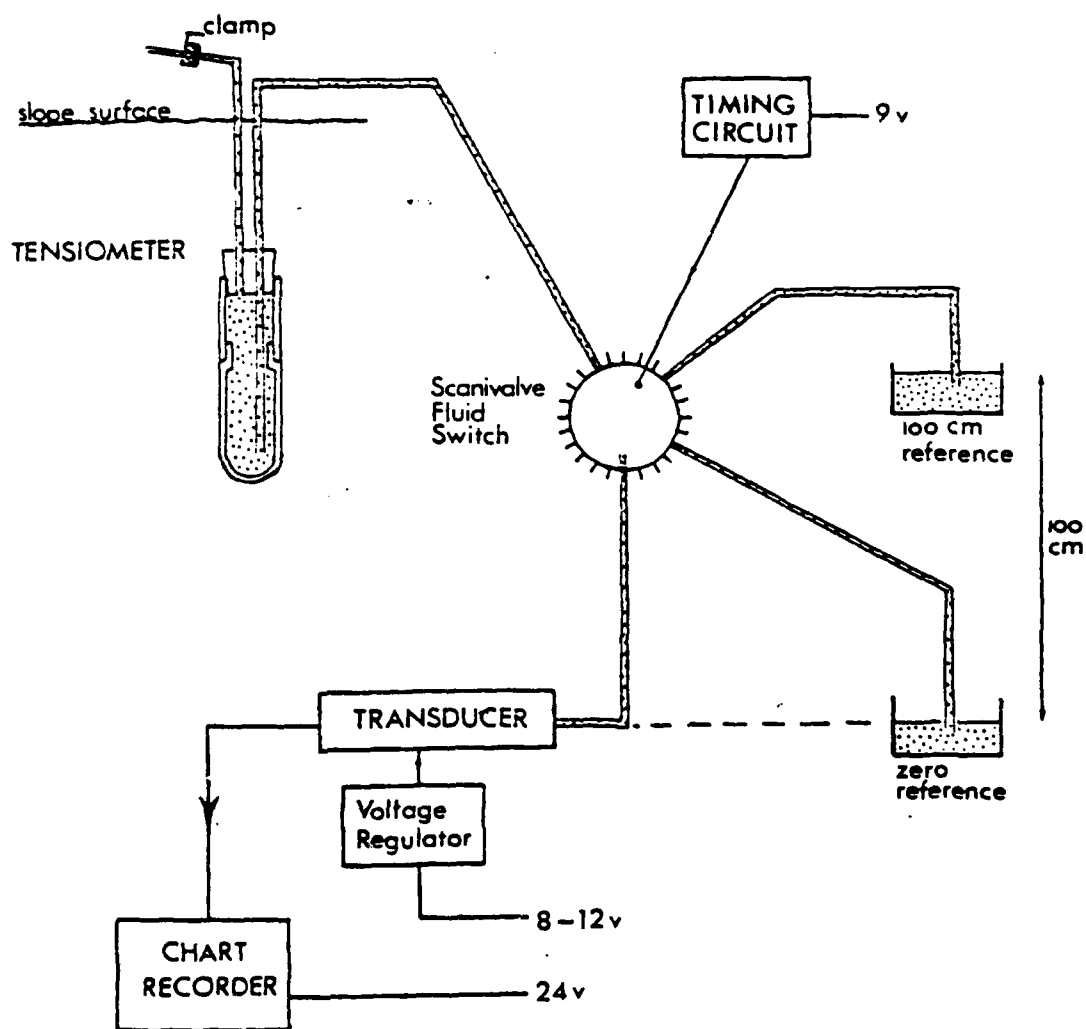 clamp
slope surface
TIMING
CIRCUIT
9 v
TENSIOMETER
Scanivalve
Fluid
Switch
100 cm
reference
100
cm
TRANSDUCER
zero
reference
Voltage
Regulator
8-12 v
CHART
RECORDER
24 v